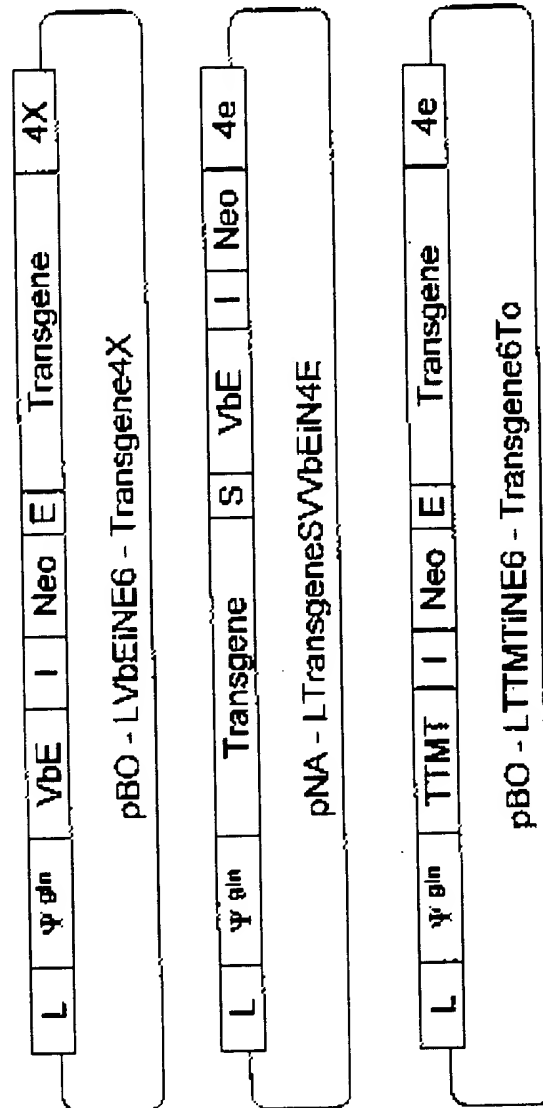 L Ψ gln VbE I Neo E Transgene 4X
pBO - LVbEiNE6 - Transgene4X
L Ψ gln Transgene S VbE I Neo 4e
pNA - LTransgeneSVVbEiN4E
L Ψ gln TTMT I Neo E Transgene 4e
pBO - LTTMTiNE6 - Transgene6To